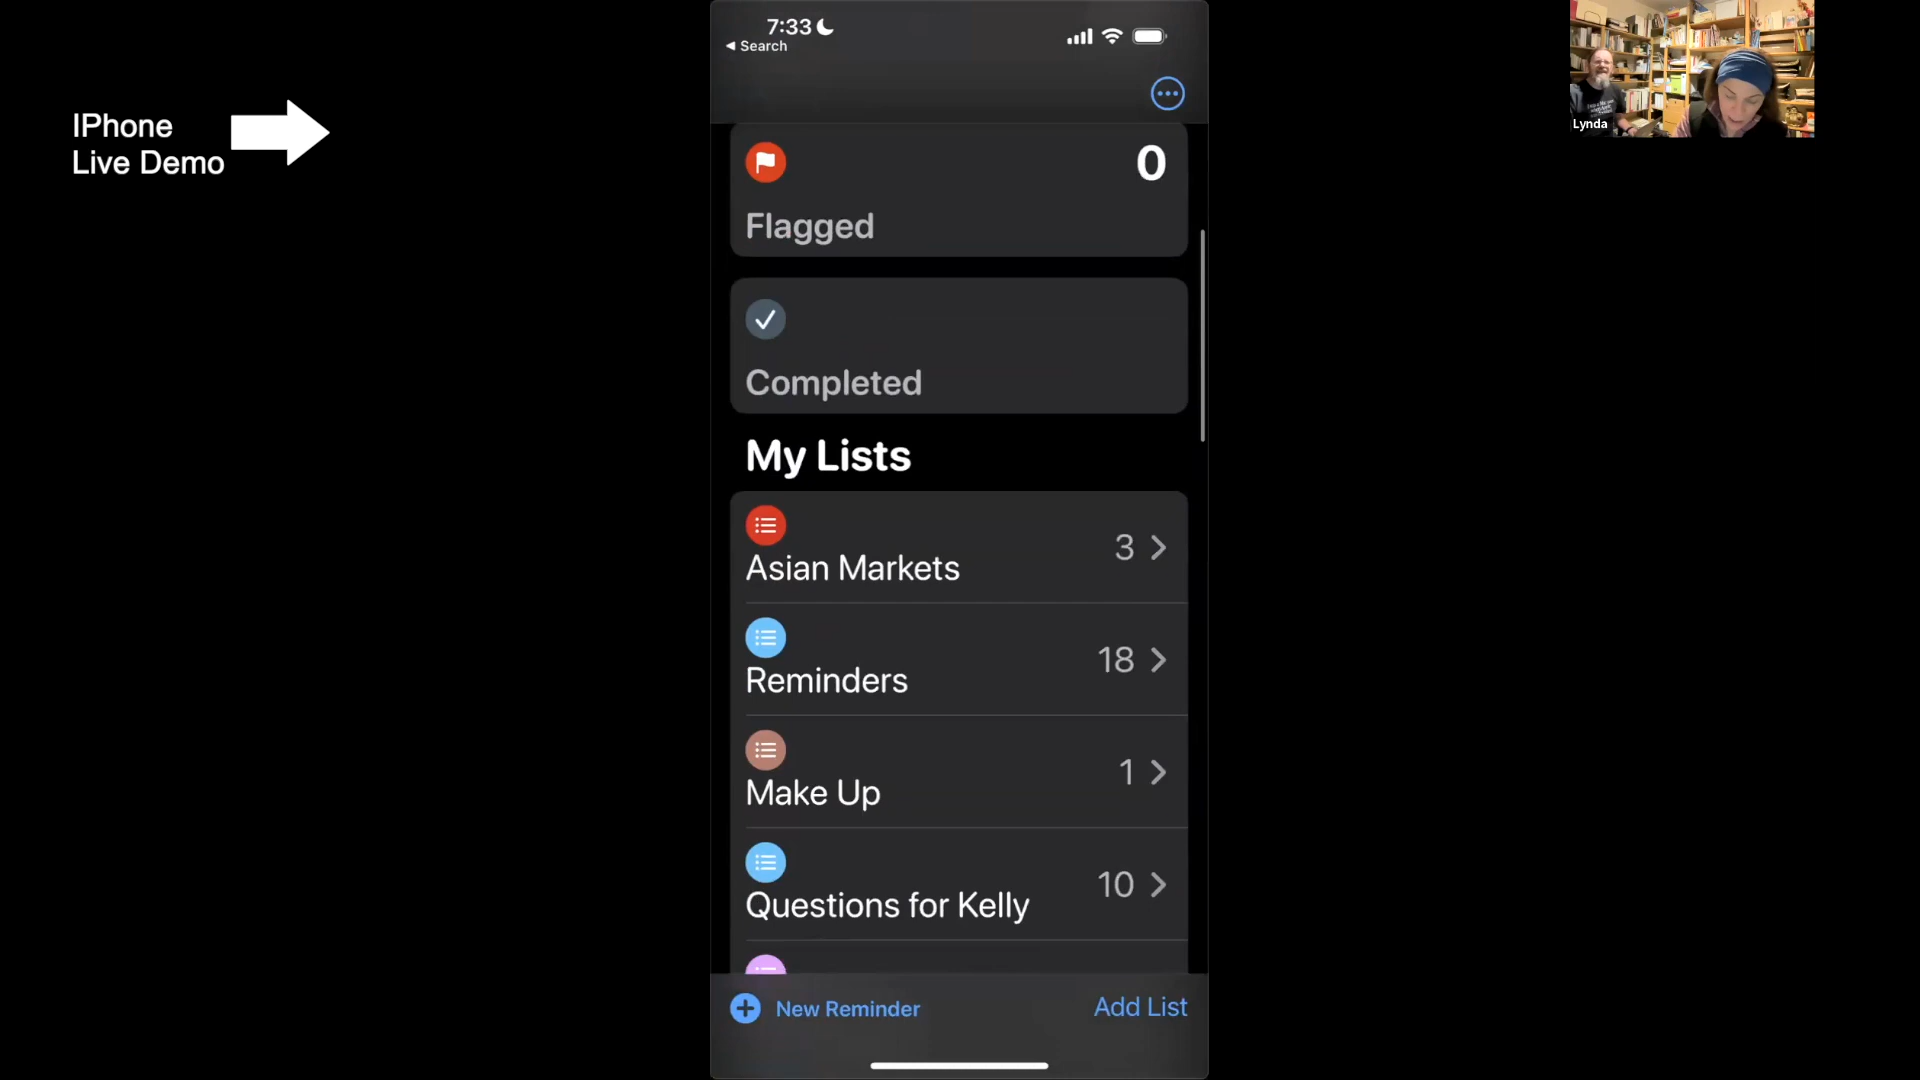 IPhone
Live Demo
7:33
Search
Flagged
0
Completed
My Lists
Asian Markets
3
Reminders
18
Make Up
1
Questions for Kelly
10
New Reminder
Add List
Lynda